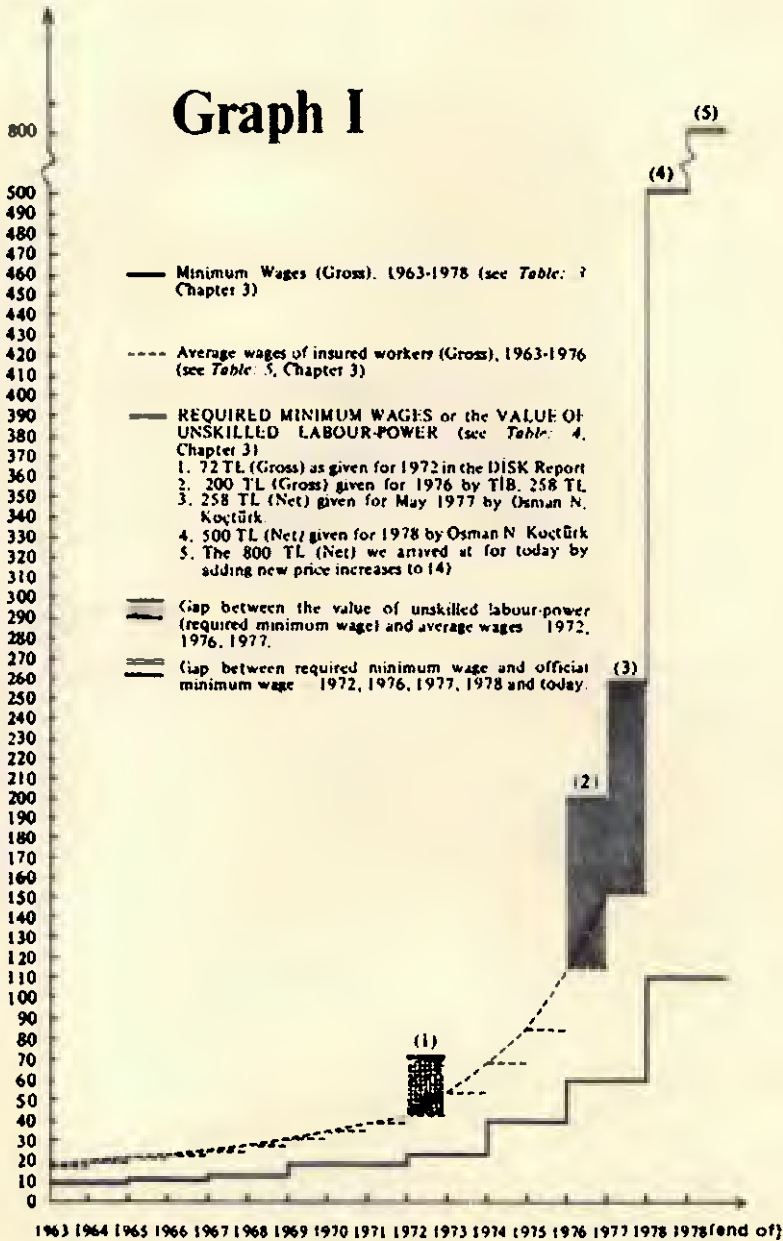 Graph I
800
500
490
480
470
460
450
440
430
420
410
400
390
380
370
360
350
340
330
320
310
300
290
280
270
260
250
240
230
220
210
200
190
180
170
160
150
140
130
120
110
100
90
80
70
60
50
40
30
20
10
0
(5)
(4)
(3)
(2)
(1)
Minimum Wages (Gross), 1963-1978 (see Table: 3
Chapter 3)
Average wages of insured workers (Gross), 1963-1976
(see Table: 5, Chapter 3)
REQUIRED MINIMUM WAGES or the VALUE OF
UNSKILLED LABOUR-POWER (see Table: 4,
Chapter 3)
1. 72 TL (Gross) as given for 1972 in the DİSK Report
2. 200 TL (Gross) given for 1976 by TİB, 258 TL
3. 258 TL (Net) given for May 1977 by Osman N.
Koçtürk
4. 500 TL (Net) given for 1978 by Osman N Koçtürk
5. The 800 TL (Net) we arrived at for today by
adding new price increases to (4)
Gap between the value of unskilled labour-power
(required minimum wage) and average wages 1972,
1976, 1977.
Gap between required minimum wage and official
minimum wage 1972, 1976, 1977, 1978 and today.
1963 1964 1965 1966 1967 1968 1969 1970 1971 1972 1973 1974 1975 1976 1977 1978 1978(end of)